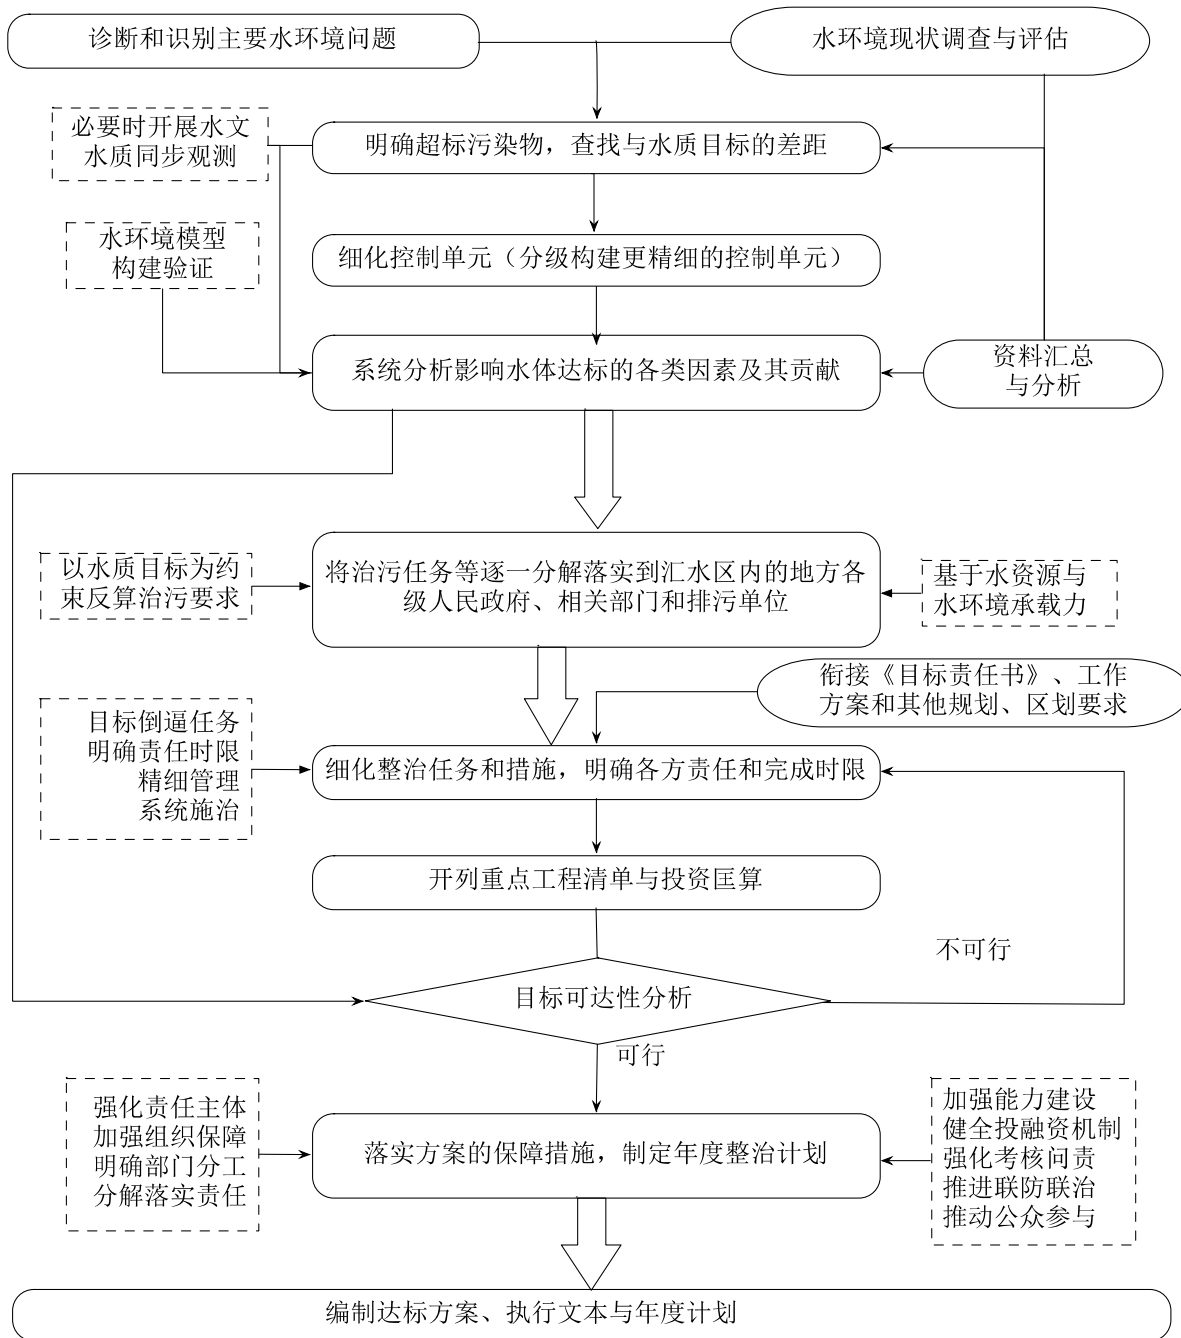 诊断和识别主要水环境问题
水环境现状调查与评估
必要时开展水文
水质同步观测
明确超标污染物，查找与水质目标的差距
水环境模型
构建验证
细化控制单元（分级构建更精细的控制单元）
系统分析影响水体达标的各类因素及其贡献
资料汇总
与分析
以水质目标为约
束反算治污要求
将治污任务等逐一分解落实到汇水区内的地方各
级人民政府、相关部门和排污单位
基于水资源与
水环境承载力
衔接《目标责任书》、工作
方案和其他规划、区划要求
目标倒逼任务
明确责任时限
精细管理
系统施治
细化整治任务和措施，明确各方责任和完成时限
开列重点工程清单与投资匡算
不可行
目标可达性分析
可行
强化责任主体
加强组织保障
明确部门分工
分解落实责任
落实方案的保障措施，制定年度整治计划
加强能力建设
健全投融资机制
强化考核问责
推进联防联治
推动公众参与
编制达标方案、执行文本与年度计划